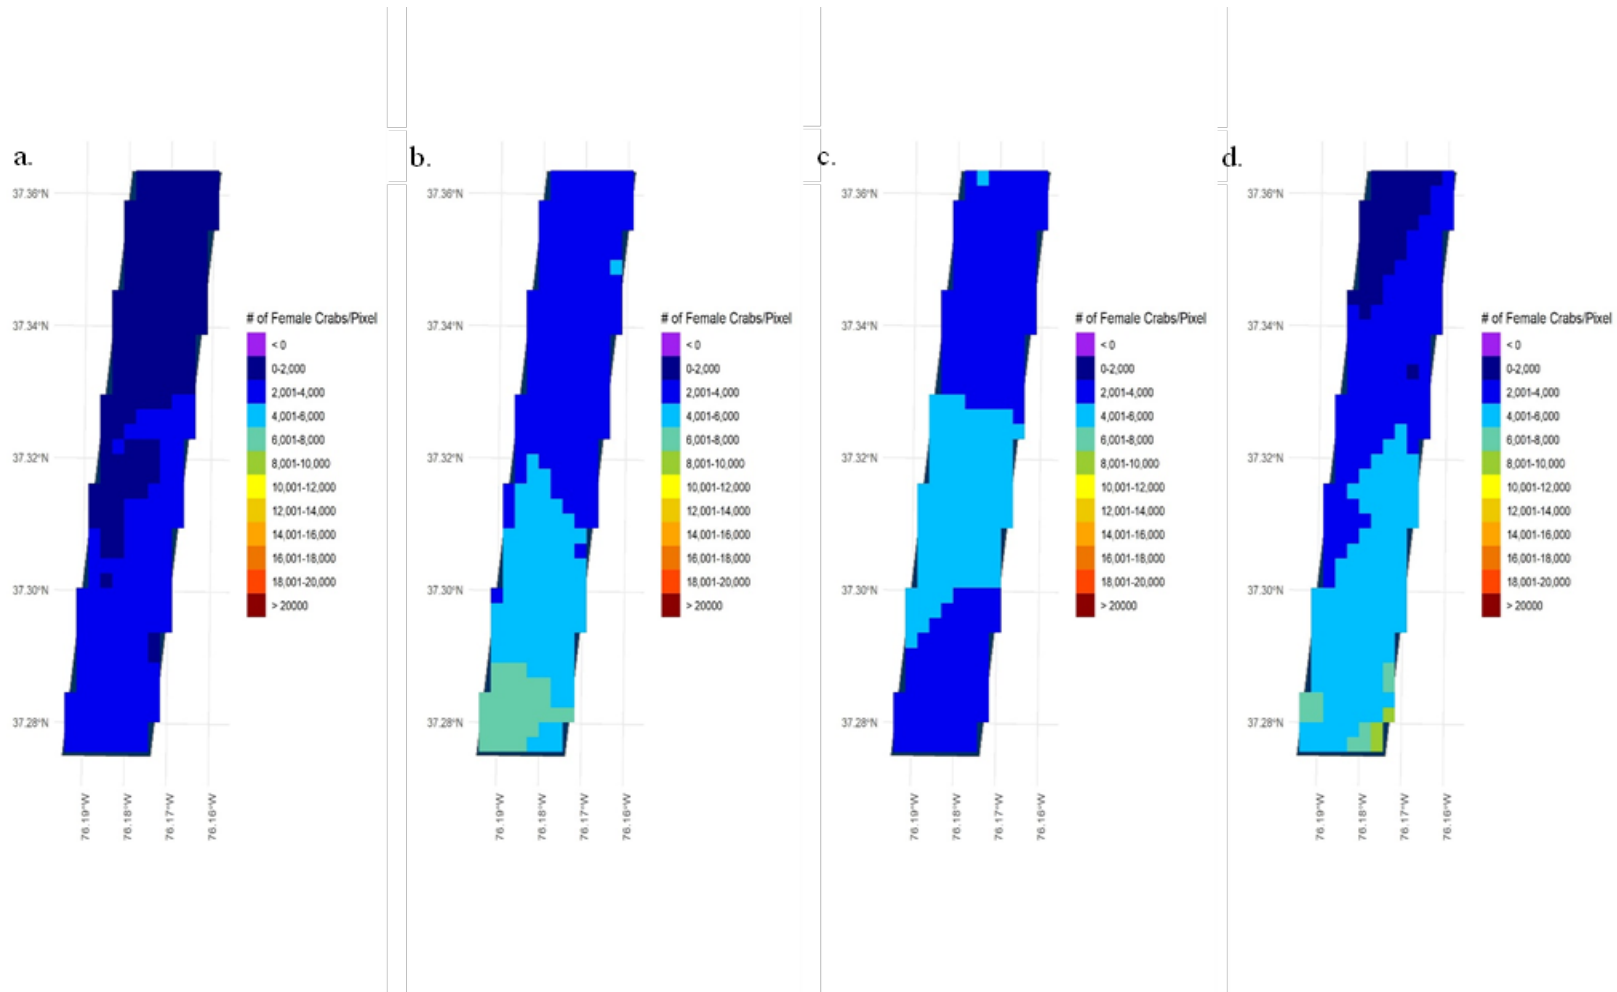 a.
37.36°N
37.34°N
37.32°N
37.30°N
37.28°N
76.19°W
76.18°W
76.17°W
76.16°W
# of Female Crabs/Pixel
< 0
0-2,000
2,001-4,000
4,001-6,000
6,001-8,000
8,001-10,000
10,001-12,000
12,001-14,000
14,001-16,000
16,001-18,000
18,001-20,000
> 20000
b.
37.36°N
37.34°N
37.32°N
37.30°N
37.28°N
76.19°W
76.18°W
76.17°W
76.16°W
# of Female Crabs/Pixel
< 0
0-2,000
2,001-4,000
4,001-6,000
6,001-8,000
8,001-10,000
10,001-12,000
12,001-14,000
14,001-16,000
16,001-18,000
18,001-20,000
> 20000
c.
37.36°N
37.34°N
37.32°N
37.30°N
37.28°N
76.19°W
76.18°W
76.17°W
76.16°W
# of Female Crabs/Pixel
< 0
0-2,000
2,001-4,000
4,001-6,000
6,001-8,000
8,001-10,000
10,001-12,000
12,001-14,000
14,001-16,000
16,001-18,000
18,001-20,000
> 20000
d.
37.36°N
37.34°N
37.32°N
37.30°N
37.28°N
76.19°W
76.18°W
76.17°W
76.16°W
# of Female Crabs/Pixel
< 0
0-2,000
2,001-4,000
4,001-6,000
6,001-8,000
8,001-10,000
10,001-12,000
12,001-14,000
14,001-16,000
16,001-18,000
18,001-20,000
> 20000